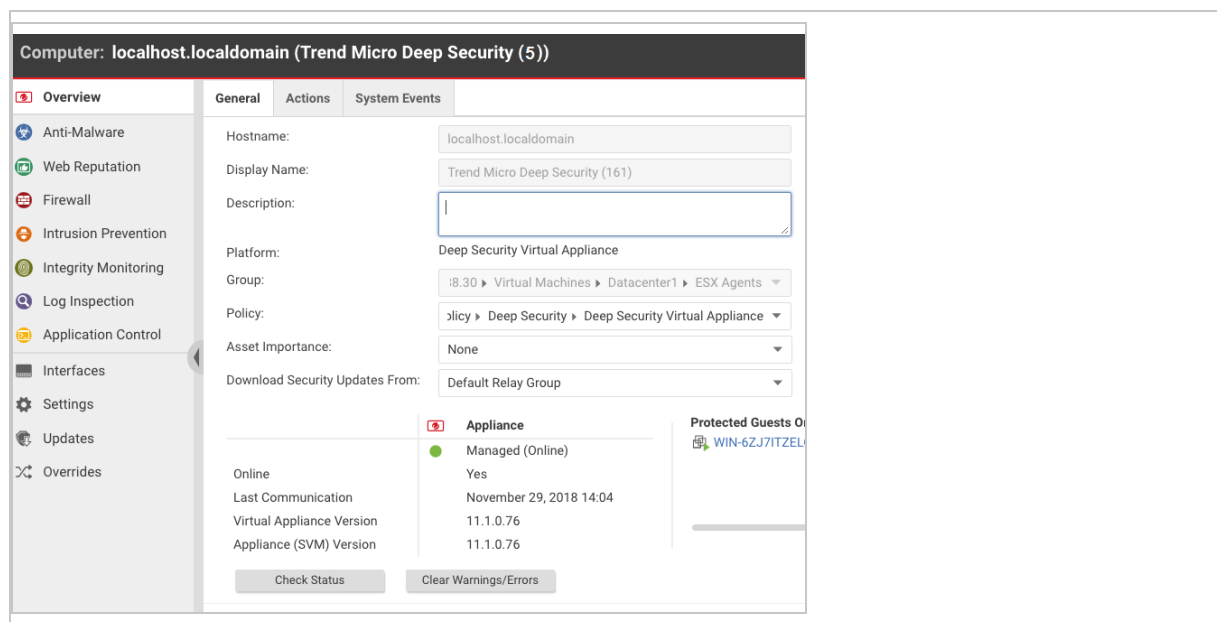 Computer: localhost.localdomain (Trend Micro Deep Security (5))
Overview
Anti-Malware
Web Reputation
Firewall
Intrusion Prevention
Integrity Monitoring
Log Inspection
Application Control
Interfaces
Settings
Updates
Overrides
General Actions System Events
Hostname: localhost.localdomain
Display Name: Trend Micro Deep Security (161)
Description:
Platform: Deep Security Virtual Appliance
Group: 8.30 ▸ Virtual Machines ▸ Datacenter1 ▸ ESX Agents
Policy: olicy ▸ Deep Security ▸ Deep Security Virtual Appliance
Asset Importance: None
Download Security Updates From: Default Relay Group
Appliance
Managed (Online)
Online Yes
Last Communication November 29, 2018 14:04
Virtual Appliance Version 11.1.0.76
Appliance (SVM) Version 11.1.0.76
Protected Guests O
WIN-6ZJ7ITZEL
Check Status Clear Warnings/Errors